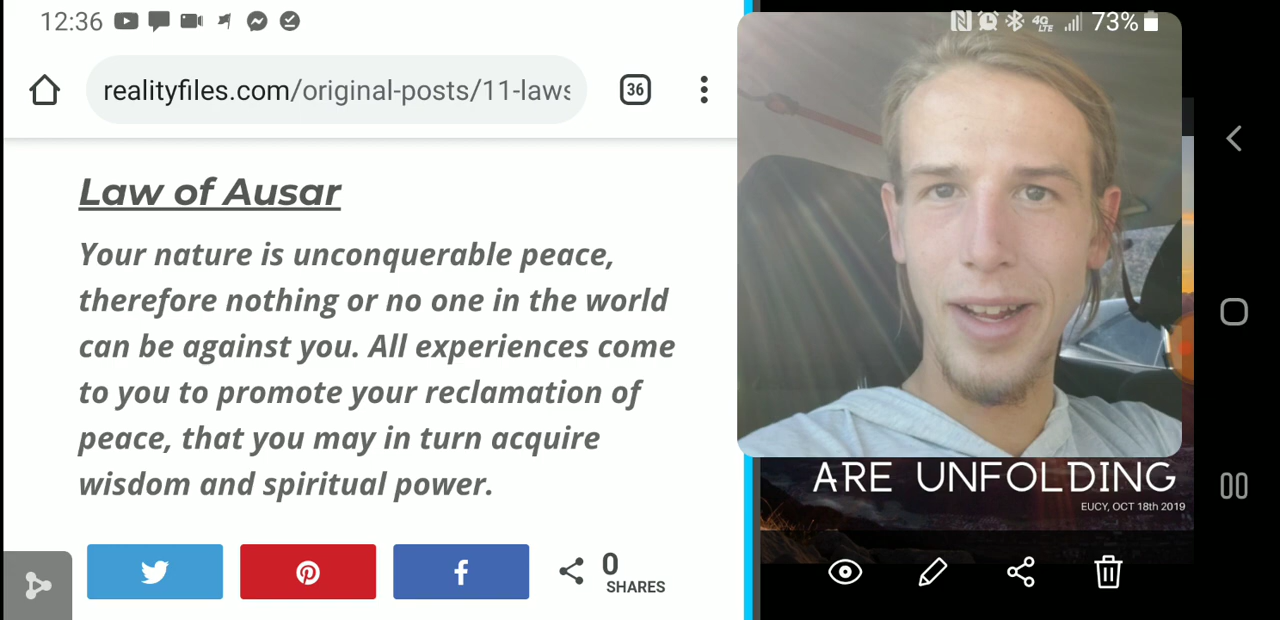 12:36
4G LTE 73%
realityfiles.com/original-posts/11-laws
36
Law of Ausar
Your nature is unconquerable peace,
therefore nothing or no one in the world
can be against you. All experiences come
to you to promote your reclamation of
peace, that you may in turn acquire
wisdom and spiritual power.
0
SHARES
ARE UNFOLDING
EUCY, OCT 18th 2019